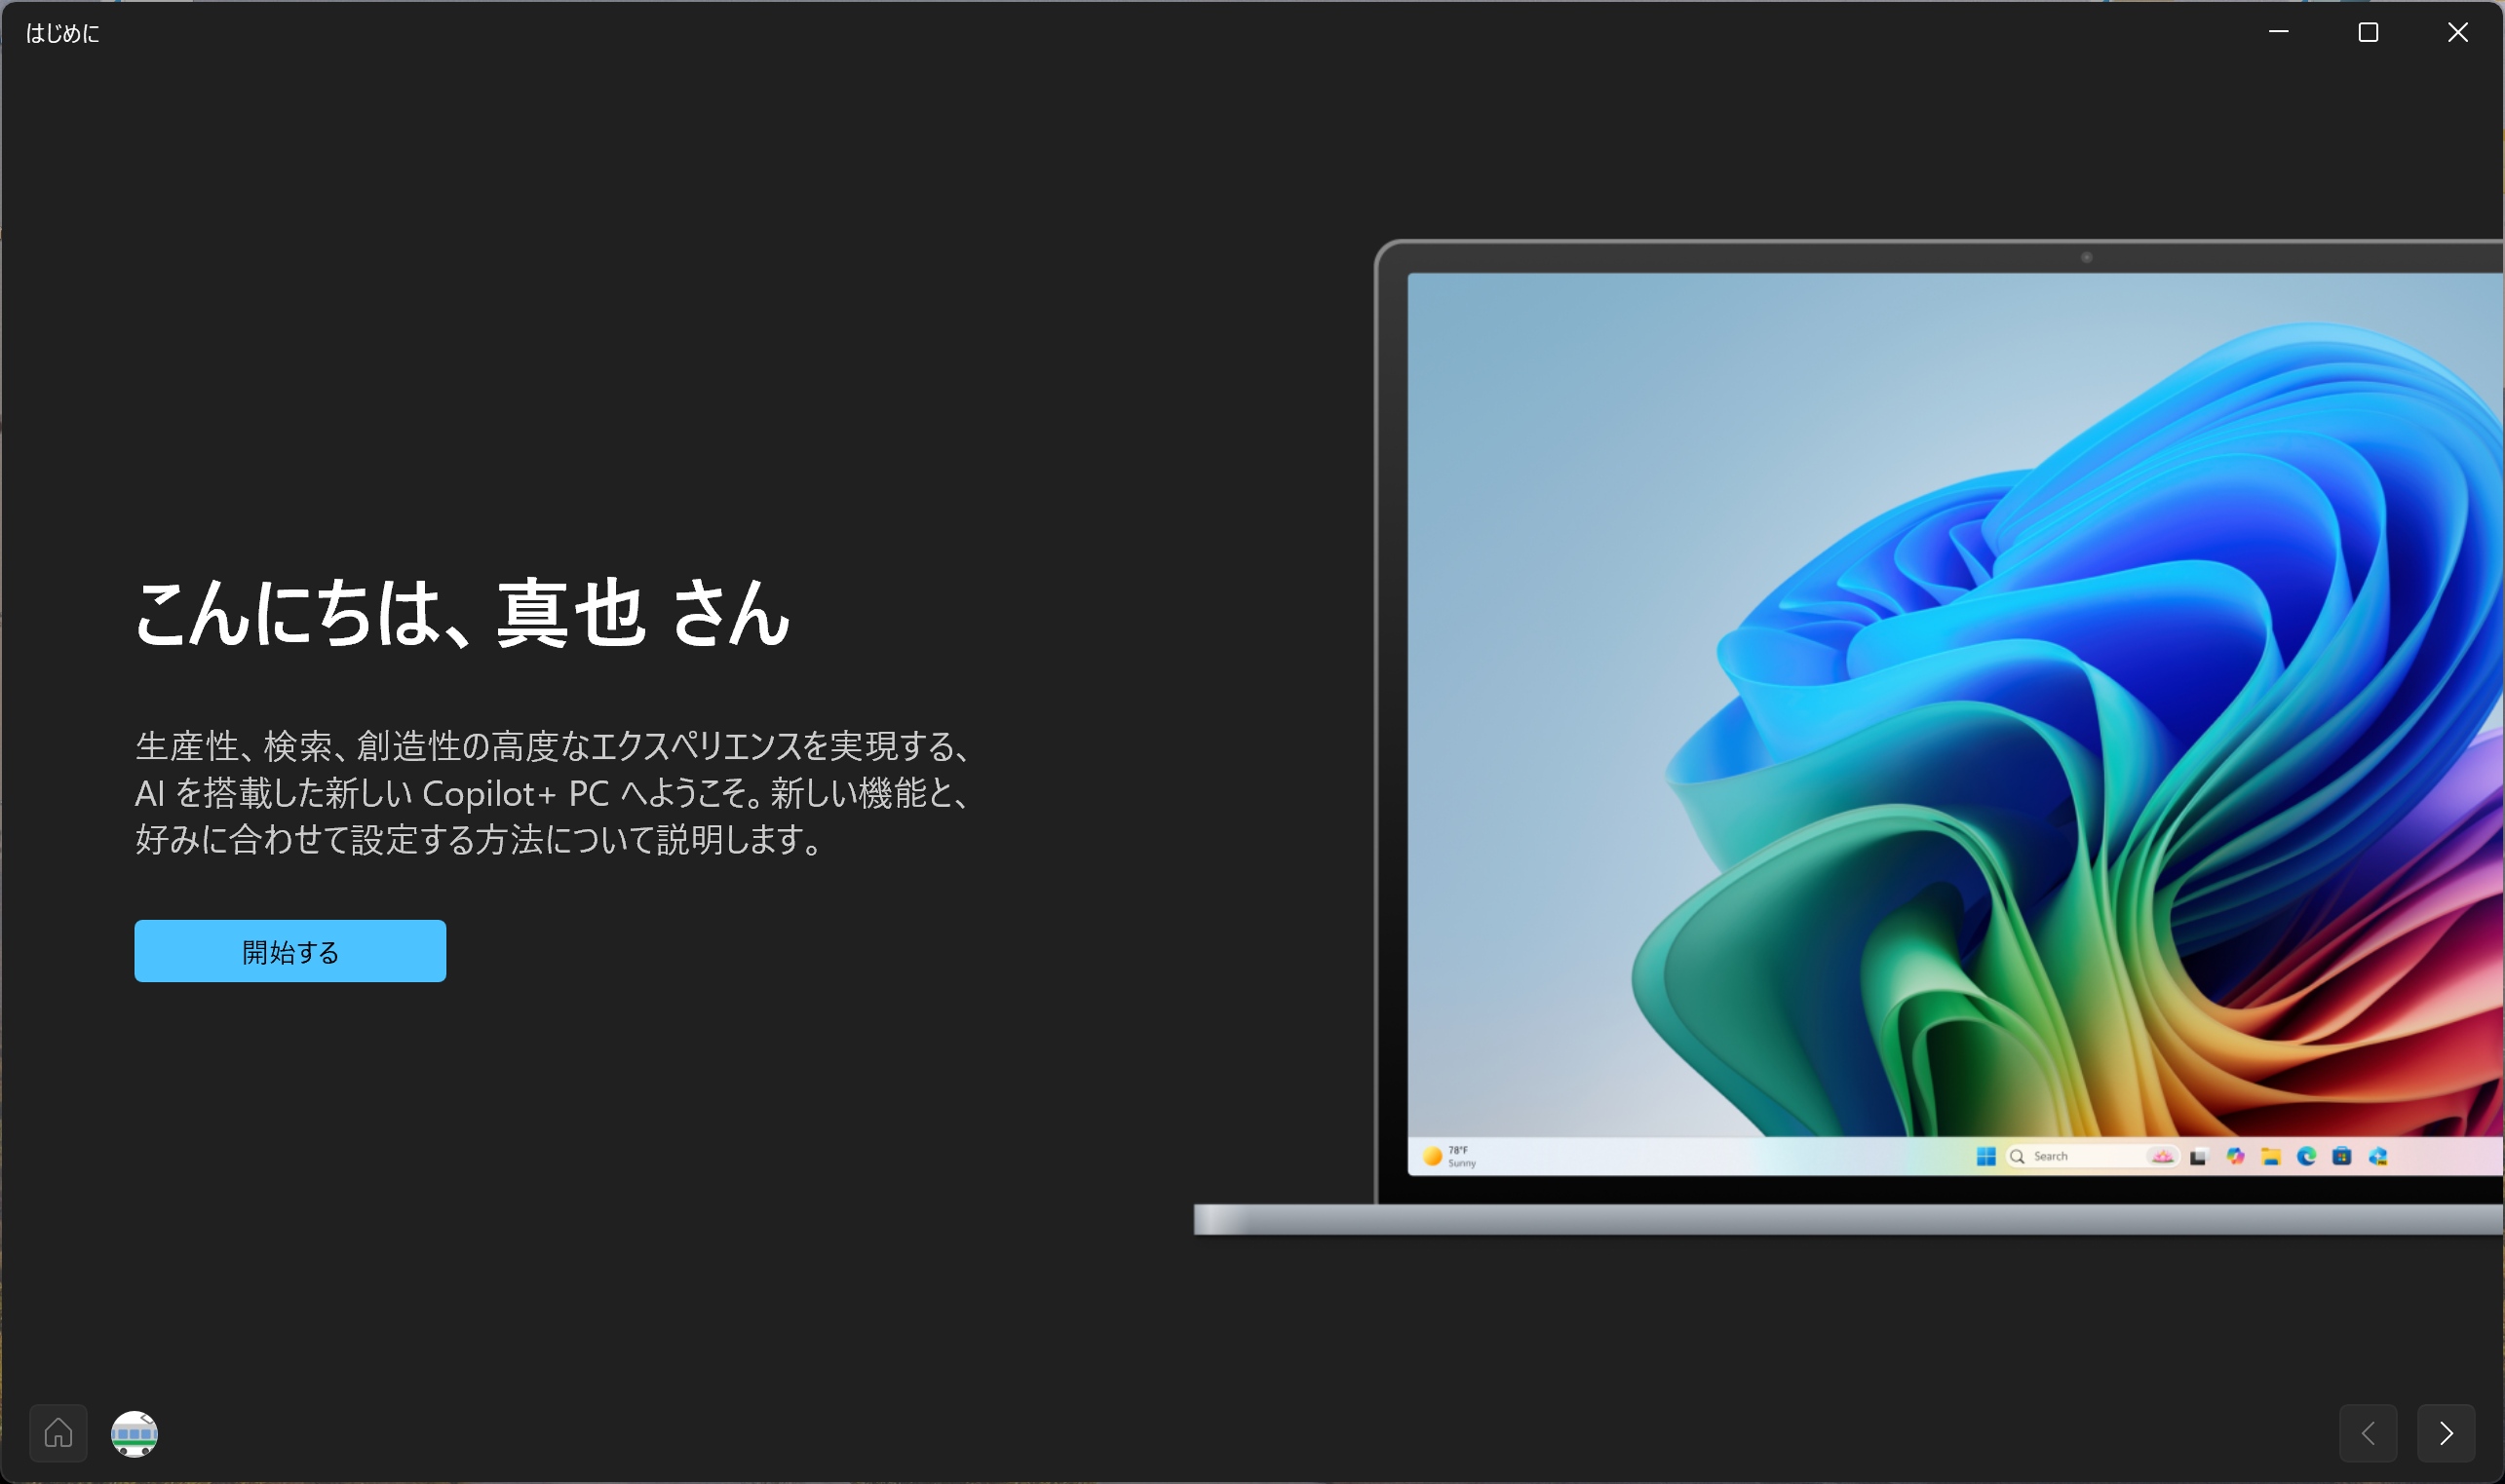 はじめに
こんにちは、真也 さん
生産性、検索、創造性の高度なエクスペリエンスを実現する、
AI を搭載した新しい Copilot+ PC へようこそ。新しい機能と、
好みに合わせて設定する方法について説明します。
開始する
78°F
Sunny
Search